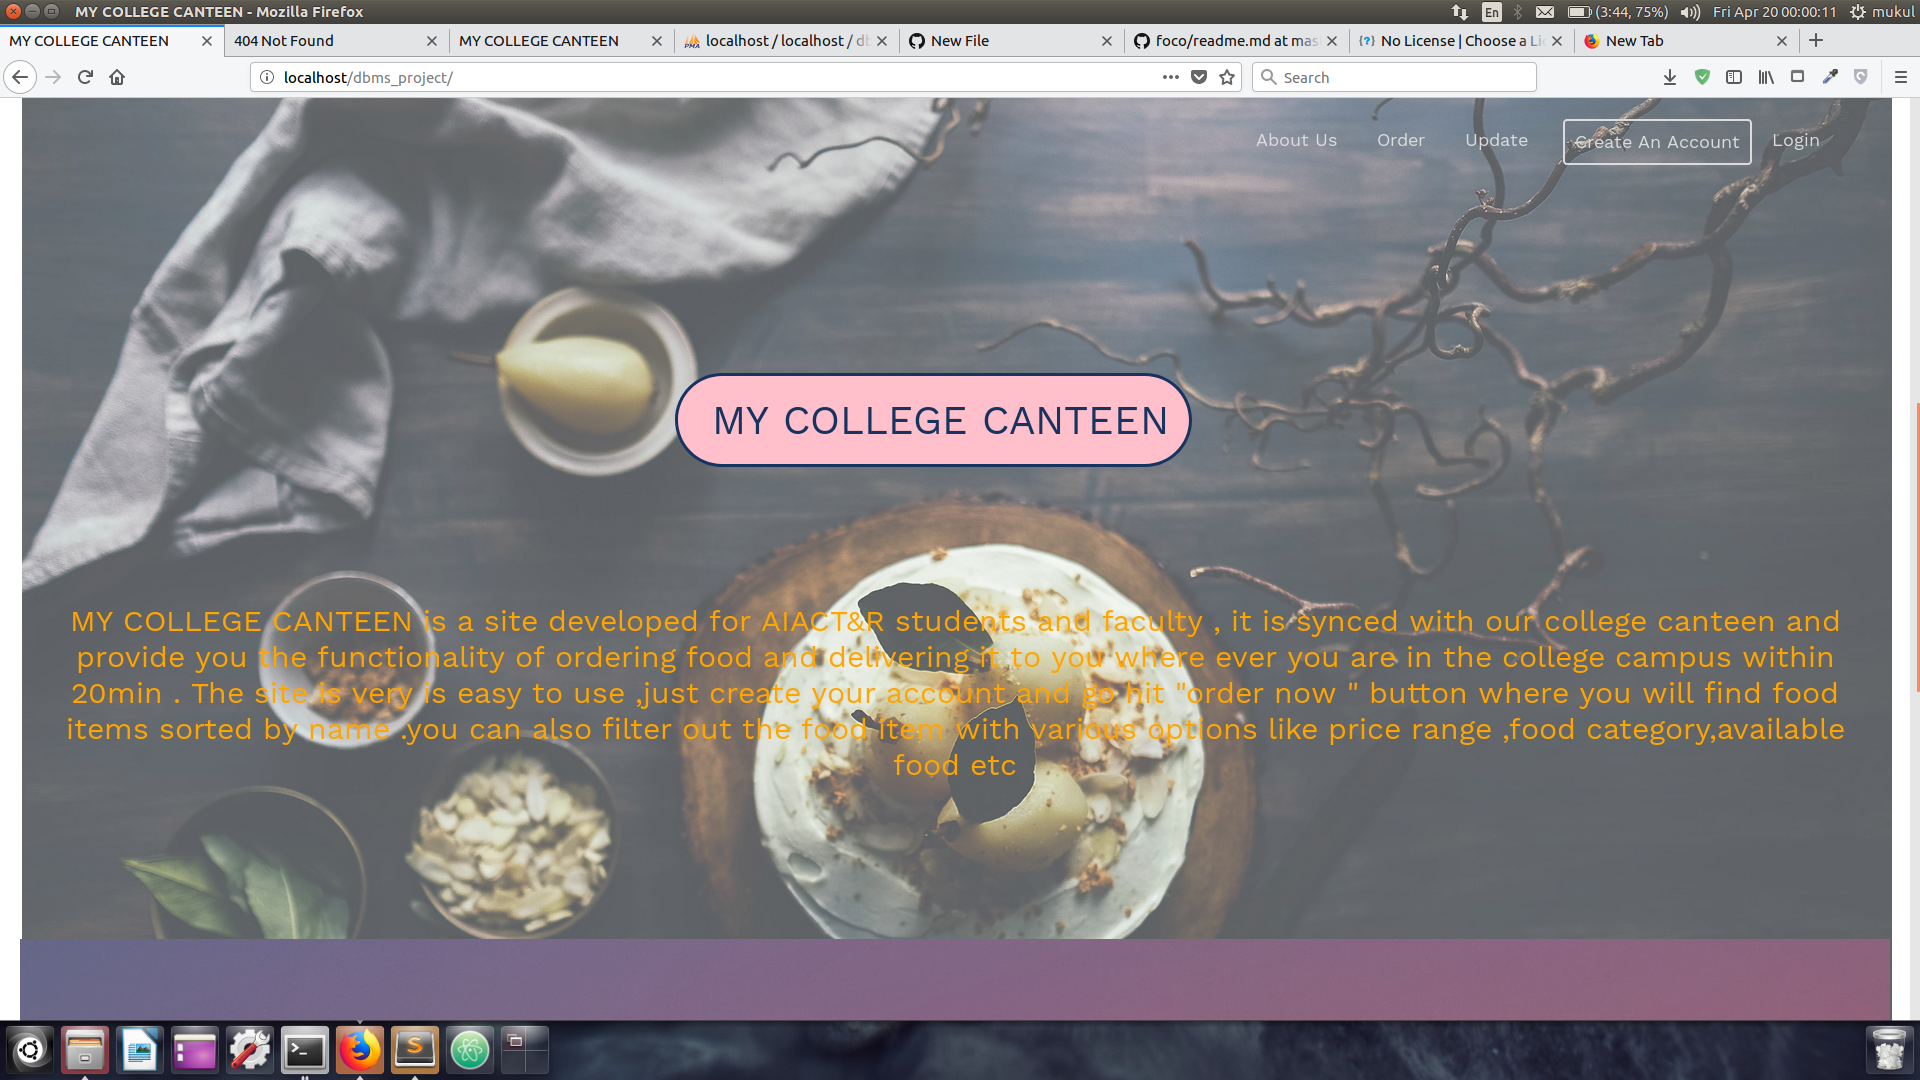 MY COLLEGE CANTEEN - Mozilla Firefox
En
(3:44, 75%)
Fri Apr 20 00:00:11
mukul
MY COLLEGE CANTEEN
404 Not Found
MY COLLEGE CANTEEN
localhost / localhost / db
New File
foco/readme.md at mas
No License | Choose a Li
New Tab
localhost/dbms_project/
Search
About Us
Order
Update
Create An Account
Login
MY COLLEGE CANTEEN
MY COLLEGE CANTEEN is a site developed for AIACT&R students and faculty , it is synced with our college canteen and
provide you the functionality of ordering food and delivering it to you where ever you are in the college campus within
20min . The site is very is easy to use ,just create your account and go hit "order now " button where you will find food
items sorted by name .you can also filter out the food item with various options like price range ,food category,available
food etc